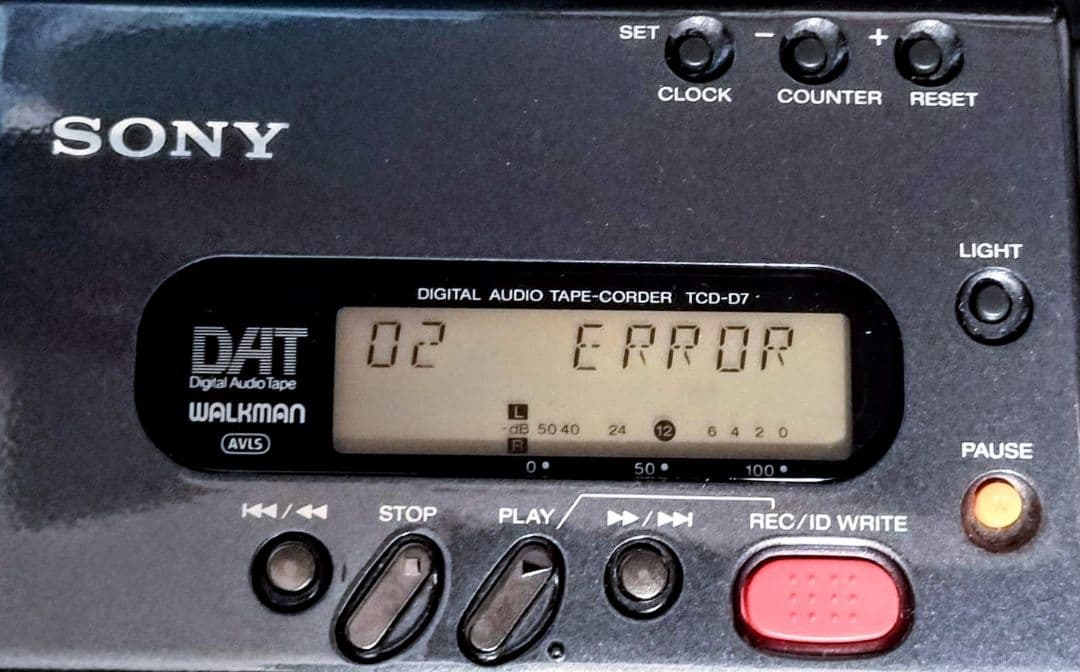 SET - +
CLOCK COUNTER RESET
SONY
LIGHT
DIGITAL AUDIO TAPE-CORDER TCD-D7
02 ERROR
DAT
Digital Audio Tape
WALKMAN
AVLS
L
-dB 50 40 24 12 6 4 2 0
R
0 50 100
PAUSE
⏮/⏪ STOP PLAY/ ⏩/⏭ REC/ID WRITE